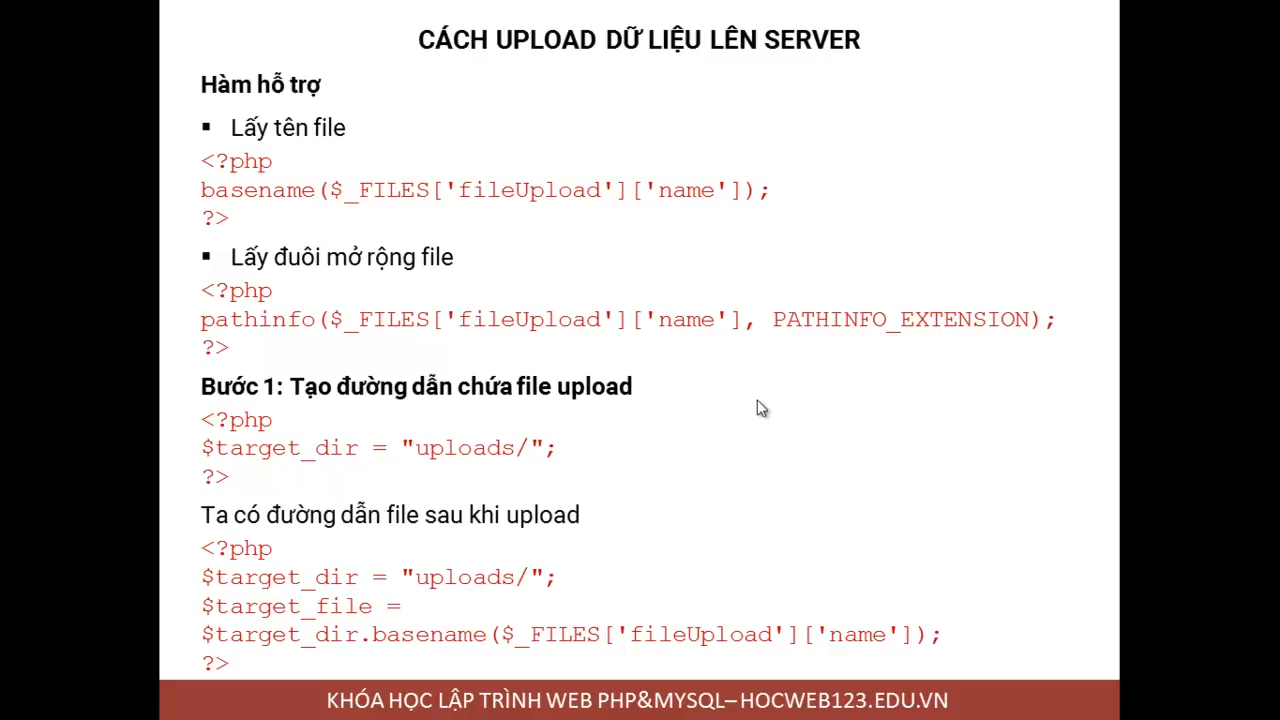 CÁCH UPLOAD DỮ LIỆU LÊN SERVER
Hàm hỗ trợ
▪ Lấy tên file
<?php
basename($_FILES['fileUpload']['name']);
?>
▪ Lấy đuôi mở rộng file
<?php
pathinfo($_FILES['fileUpload']['name'], PATHINFO_EXTENSION);
?>
Bước 1: Tạo đường dẫn chứa file upload
<?php
$target_dir = "uploads/";
?>
Ta có đường dẫn file sau khi upload
<?php
$target_dir = "uploads/";
$target_file =
$target_dir.basename($_FILES['fileUpload']['name']);
?>
KHÓA HỌC LẬP TRÌNH WEB PHP&MYSQL–HOCWEB123.EDU.VN